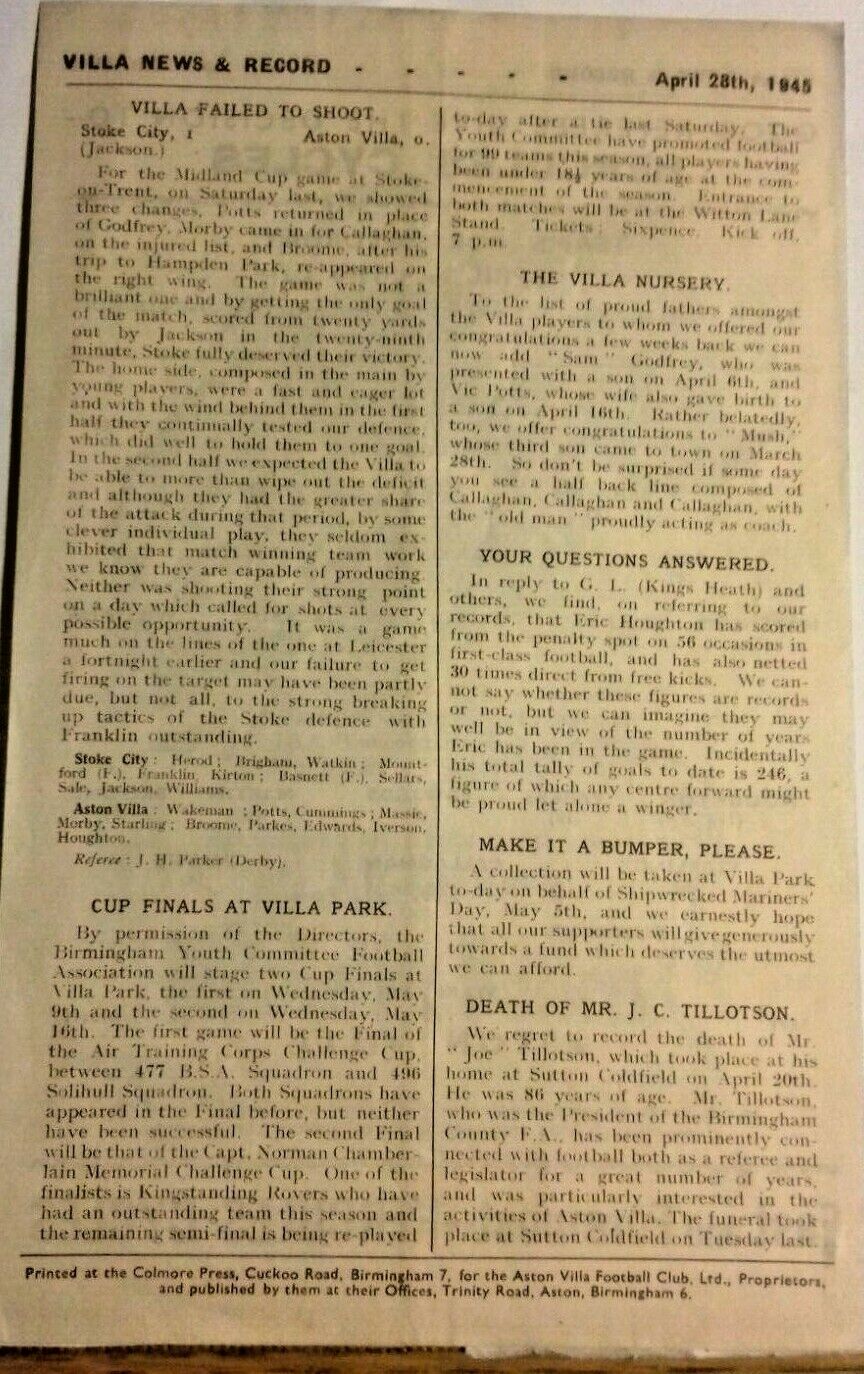 VILLA NEWS & RECORD - - - - - April 28th, 1945
VILLA FAILED TO SHOOT.
Stoke City, 1 Aston Villa, 0.
(Jackson.)
For the Midland Cup game at Stoke-
on-Trent, on Saturday last, we showed
three changes, Potts returned in place
of Godfrey, Morby came in for Callaghan,
on the injured list, and Broome, after his
trip to Hampden Park, re-appeared on
the right wing. The game was not a
brilliant one and by getting the only goal
of the match, scored from twenty yards
out by Jackson in the twenty-ninth
minute, Stoke fully deserved their victory.
The home side, composed in the main by
young players, were a fast and eager lot
and with the wind behind them in the first
half they continually tested our defence,
which did well to hold them to one goal.
In the second half we expected the Villa to
be able to more than wipe out the deficit
and although they had the greater share
of the attack during that period, by some
clever individual play, they seldom ex-
hibited that match winning team work
we know they are capable of producing.
Neither was shooting their strong point
on a day which called for shots at every
possible opportunity. It was a game
much on the lines of the one at Leicester
a fortnight earlier and our failure to get
firing on the target may have been partly
due, but not all, to the strong breaking
up tactics of the Stoke defence with
Franklin outstanding.
Stoke City : Herod ; Brigham, Watkin ; Mount-
ford (F.), Franklin, Kirton ; Basnett (F.), Sellars,
Sale, Jackson, Williams.
Aston Villa : Wakeman ; Potts, Cummings ; Massie,
Morby, Starling ; Broome, Parkes, Edwards, Iverson,
Houghton.
Referee : J. H. Parker (Derby).
CUP FINALS AT VILLA PARK.
By permission of the Directors, the
Birmingham Youth Committee Football
Association will stage two Cup Finals at
Villa Park, the first on Wednesday, May
9th and the second on Wednesday, May
16th. The first game will be the Final of
the Air Training Corps Challenge Cup,
between 477 B.S.A. Squadron and 496
Solihull Squadron. Both Squadrons have
appeared in the Final before, but neither
have been successful. The second Final
will be that of the Capt. Norman Chamber-
lain Memorial Challenge Cup. One of the
finalists is Kingstanding Rovers who have
had an outstanding team this season and
the remaining semi-final is being re-played
to-day after a tie last Saturday. The
Youth Committee have promoted football
for 99 teams this season, all players having
been under 18½ years of age at the com-
mencement of the season. Entrance to
both matches will be at the Witton Lane
Stand. Tickets : Sixpence. Kick off,
7 p.m.
THE VILLA NURSERY.
To the list of proud fathers amongst
the Villa players to whom we offered our
congratulations a few weeks back we can
now add "Sam" Godfrey, who was
presented with a son on April 6th, and
Vic Potts, whose wife also gave birth to
a son on April 16th. Rather belatedly,
too, we offer congratulations to "Mush,"
whose third son came to town on March
28th. So don't be surprised if some day
you see a half back line composed of
Callaghan, Callaghan and Callaghan, with
the "old man" proudly acting as coach.
YOUR QUESTIONS ANSWERED.
In reply to G. L. (Kings Heath) and
others, we find, on referring to our
records, that Eric Houghton has scored
from the penalty spot on 56 occasions in
first-class football, and has also netted
30 times direct from free kicks. We can-
not say whether these figures are records
or not, but we can imagine they may
well be in view of the number of years
Eric has been in the game. Incidentally
his total tally of goals to date is 246, a
figure of which any centre forward might
be proud let alone a winger.
MAKE IT A BUMPER, PLEASE.
A collection will be taken at Villa Park
to-day on behalf of Shipwrecked Mariners'
Day, May 5th, and we earnestly hope
that all our supporters will give generously
towards a fund which deserves the utmost
we can afford.
DEATH OF MR. J. C. TILLOTSON.
We regret to record the death of Mr.
"Joe" Tillotson, which took place at his
home at Sutton Coldfield on April 20th.
He was 86 years of age. Mr. Tillotson,
who was the President of the Birmingham
County F.A., has been prominently con-
nected with football both as a referee and
legislator for a great number of years,
and was particularly interested in the
activities of Aston Villa. The funeral took
place at Sutton Coldfield on Tuesday last.
Printed at the Colmore Press, Cuckoo Road, Birmingham 7, for the Aston Villa Football Club, Ltd., Proprietors,
and published by them at their Offices, Trinity Road, Aston, Birmingham 6.